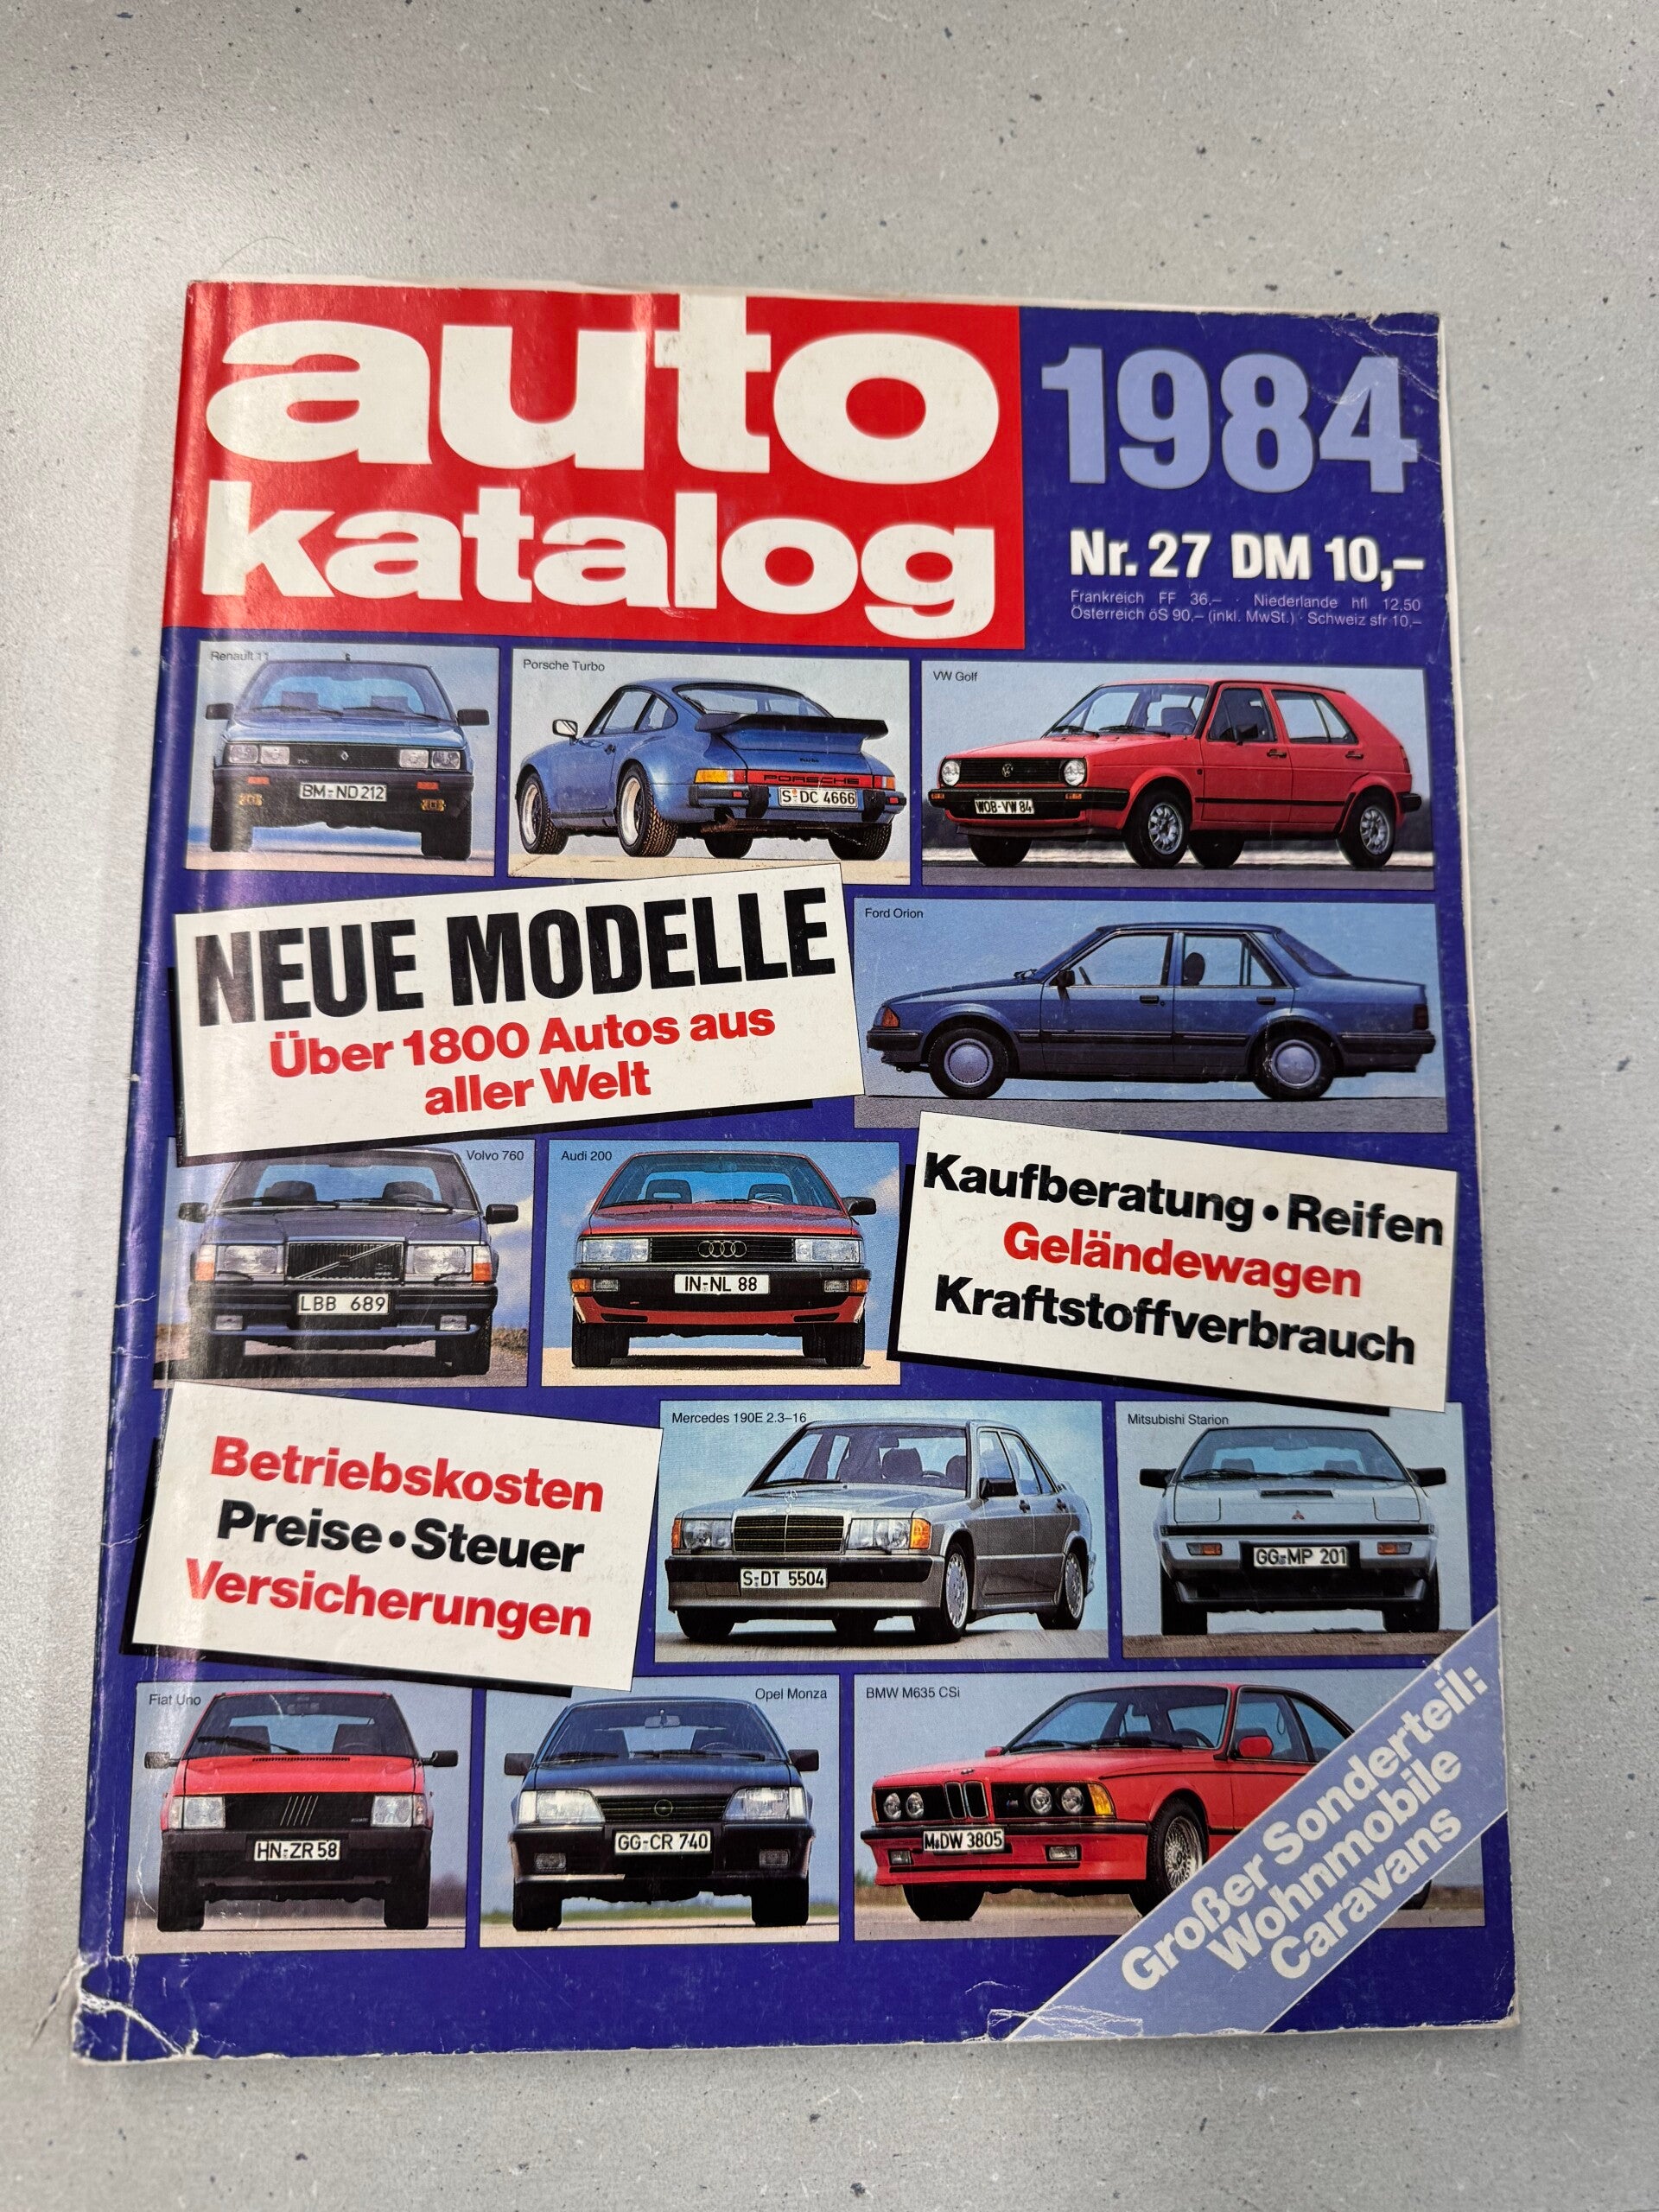 auto
katalog
1984
Nr. 27 DM 10,–
Frankreich FF 36,– · Niederlande hfl 12,50
Österreich öS 90,– (inkl. MwSt.) · Schweiz sfr 10,–
Renault 11
BM-ND 212
Porsche Turbo
PORSCHE
S-DC 4666
VW Golf
WOB-VW 84
NEUE MODELLE
Über 1800 Autos aus
aller Welt
Ford Orion
Volvo 760
LBB 689
Audi 200
IN-NL 88
Kaufberatung • Reifen
Geländewagen
Kraftstoffverbrauch
Betriebskosten
Preise • Steuer
Versicherungen
Mercedes 190E 2.3–16
S-DT 5504
Mitsubishi Starion
GG-MP 201
Fiat Uno
HN-ZR 58
Opel Monza
GG-CR 740
BMW M635 CSi
M-DW 3805
Großer Sonderteil:
Wohnmobile
Caravans